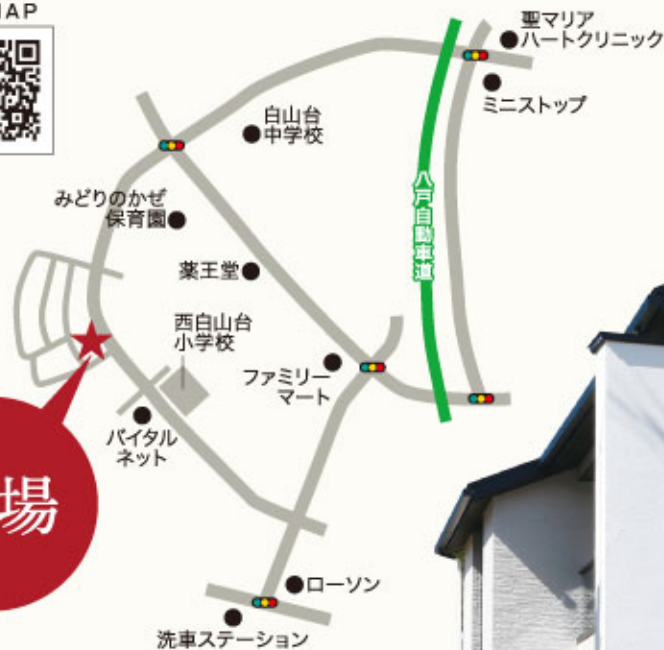 MAP
聖マリア
ハートクリニック
ミニストップ
白山台
中学校
八戸自動車道
みどりのかぜ
保育園
薬王堂
西白山台
小学校
ファミリー
マート
バイタル
ネット
場
ローソン
洗車ステーション